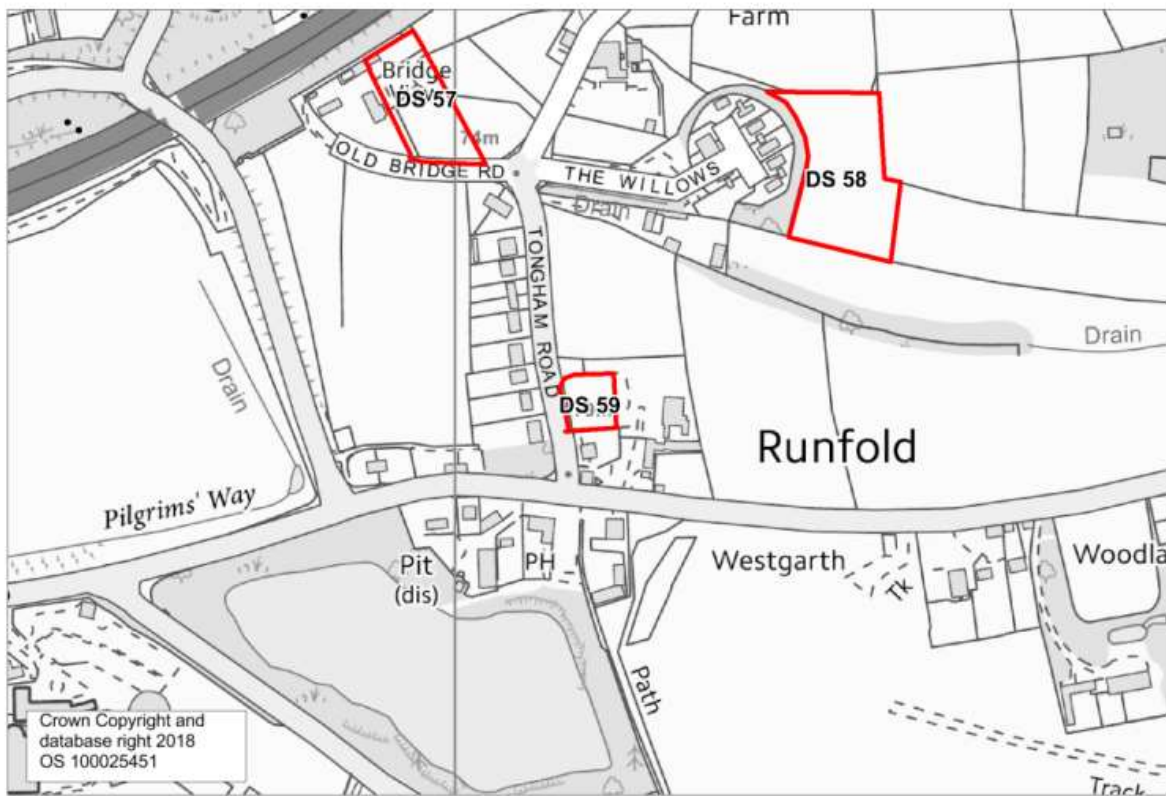 Farm
Bridge
DS 57
74m
OLD BRIDGE RD
THE WILLOWS
DS 58
Drain
TONGHAM ROAD
Drain
Drain
DS 59
Runfold
Pilgrims' Way
Pit
(dis)
PH
Westgarth
Tk
Woodla
Path
Crown Copyright and
database right 2018
OS 100025451
Track